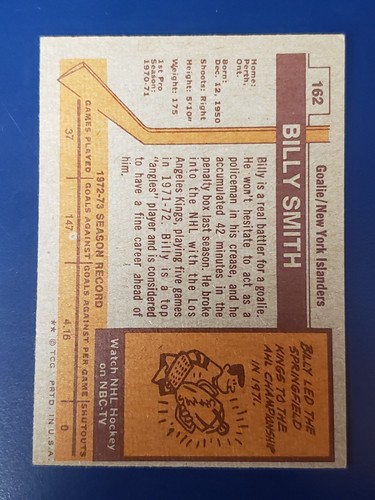 162
Goalie/New York Islanders
BILLY SMITH
Home:
Perth,
Ont.
Born:
Dec. 12, 1950
Shoots: Right
Height: 5'10"
Weight: 175
1st Pro
Season:
1970-71
Billy is a real battler for a goalie.
He won't hesitate to act as a
policeman in his crease, and he
accumulated 42 minutes in the
penalty box last season. He broke
into the NHL with the Los
Angeles Kings, playing five games
in 1971-72. Billy is a top
"angles" player and is considered
to have a fine career ahead of
him.
BILLY LED THE
SPRINGFIELD
KINGS TO THE
AHL CHAMPIONSHIP
IN 1971.
Watch NHL Hockey
on NBC-TV
1972-73 SEASON RECORD
GAMES PLAYED GOALS AGAINST GOALS AGAINST PER GAME SHUTOUTS
37 147 4.16 0
** © T.C.G. PRTD. IN U.S.A.